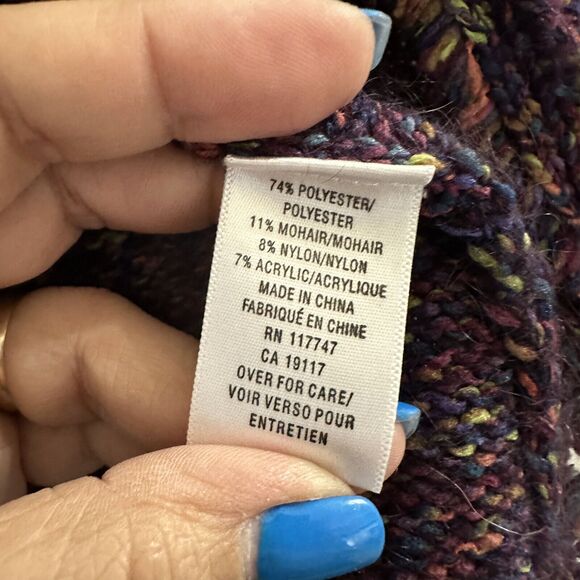 74% POLYESTER/
POLYESTER
11% MOHAIR/MOHAIR
8% NYLON/NYLON
7% ACRYLIC/ACRYLIQUE
MADE IN CHINA
FABRIQUÉ EN CHINE
RN 117747
CA 19117
OVER FOR CARE/
VOIR VERSO POUR
ENTRETIEN